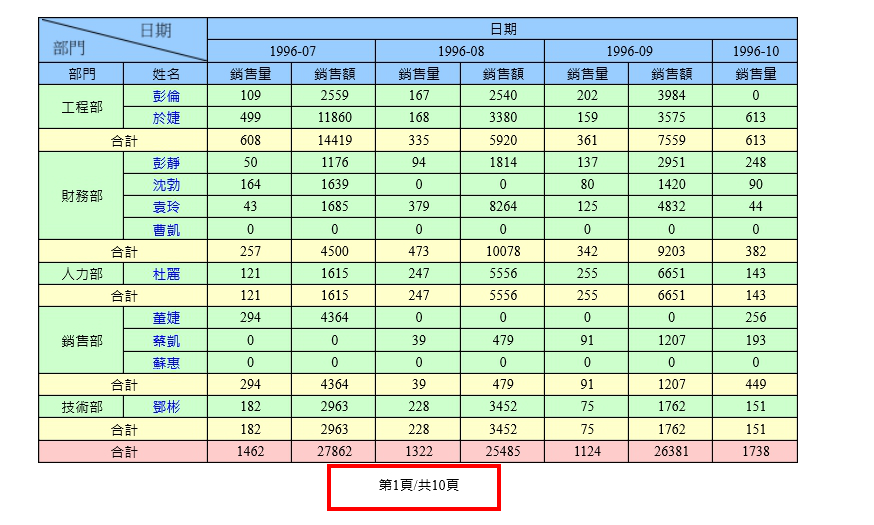 日期
部門
日期
1996-07 1996-08 1996-09 1996-10
部門 姓名 銷售量 銷售額 銷售量 銷售額 銷售量 銷售額 銷售量
工程部 彭倫 109 2559 167 2540 202 3984 0
於婕 499 11860 168 3380 159 3575 613
合計 608 14419 335 5920 361 7559 613
財務部 彭靜 50 1176 94 1814 137 2951 248
沈勃 164 1639 0 0 80 1420 90
袁玲 43 1685 379 8264 125 4832 44
曹凱 0 0 0 0 0 0 0
合計 257 4500 473 10078 342 9203 382
人力部 杜麗 121 1615 247 5556 255 6651 143
合計 121 1615 247 5556 255 6651 143
銷售部 董婕 294 4364 0 0 0 0 256
蔡凱 0 0 39 479 91 1207 193
蘇惠 0 0 0 0 0 0 0
合計 294 4364 39 479 91 1207 449
技術部 鄧彬 182 2963 228 3452 75 1762 151
合計 182 2963 228 3452 75 1762 151
合計 1462 27862 1322 25485 1124 26381 1738
第1頁/共10頁